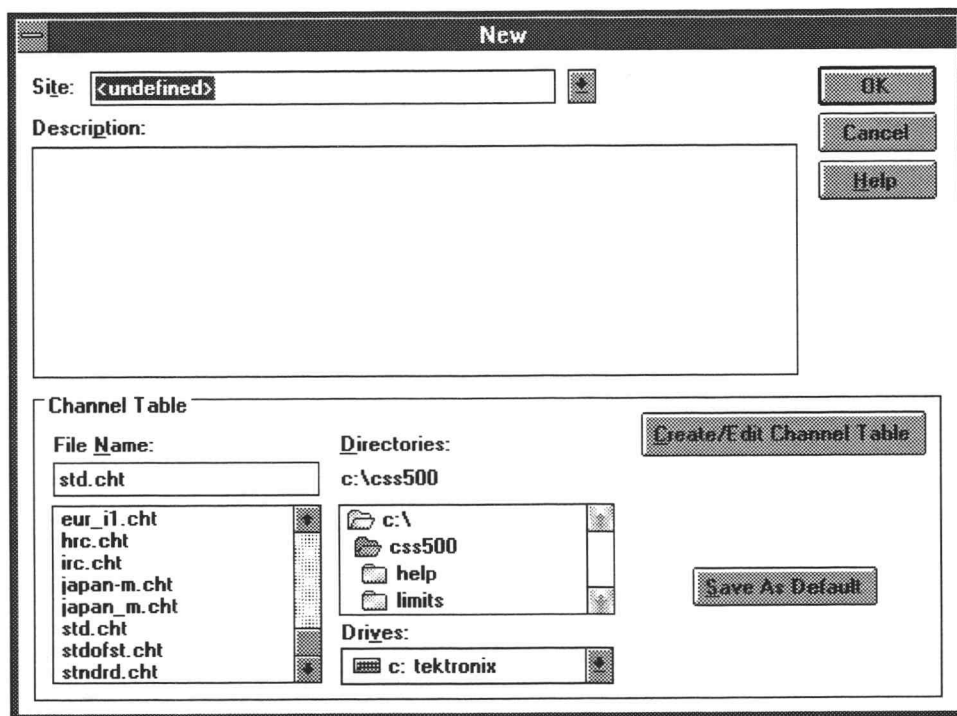 New
Site: <undefined>
OK
Description:
Cancel
Help
Channel Table
File Name:
std.cht
eur_i1.cht
hrc.cht
irc.cht
japan-m.cht
japan_m.cht
std.cht
stdofst.cht
stndrd.cht
Directories:
c:\css500
c:\
css500
help
limits
Drives:
c: tektronix
Create/Edit Channel Table
Save As Default